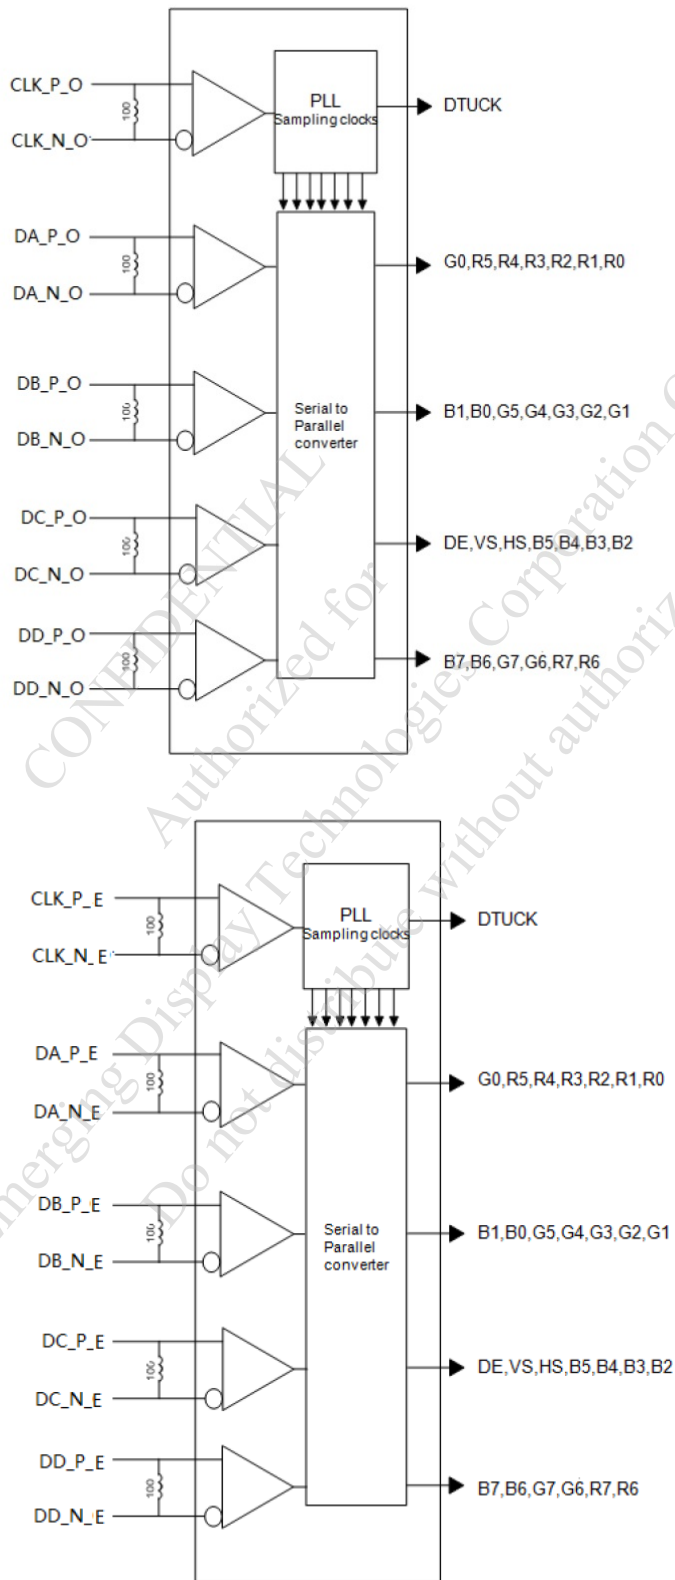 CLK_P_O
100
CLK_N_O
PLL
Sampling clocks
DTUCK
DA_P_O
100
DA_N_O
G0,R5,R4,R3,R2,R1,R0
DB_P_O
100
DB_N_O
Serial to
Parallel
converter
B1,B0,G5,G4,G3,G2,G1
DC_P_O
100
DC_N_O
DE,VS,HS,B5,B4,B3,B2
DD_P_O
100
DD_N_O
B7,B6,G7,G6,R7,R6
CLK_P_E
100
CLK_N_E
PLL
Sampling clocks
DTUCK
DA_P_E
100
DA_N_E
G0,R5,R4,R3,R2,R1,R0
DB_P_E
100
DB_N_E
Serial to
Parallel
converter
B1,B0,G5,G4,G3,G2,G1
DC_P_E
100
DC_N_E
DE,VS,HS,B5,B4,B3,B2
DD_P_E
100
DD_N_E
B7,B6,G7,G6,R7,R6
CONFIDENTIAL
Authorized for
Emerging Display Technologies Corporation
Do not distribute without